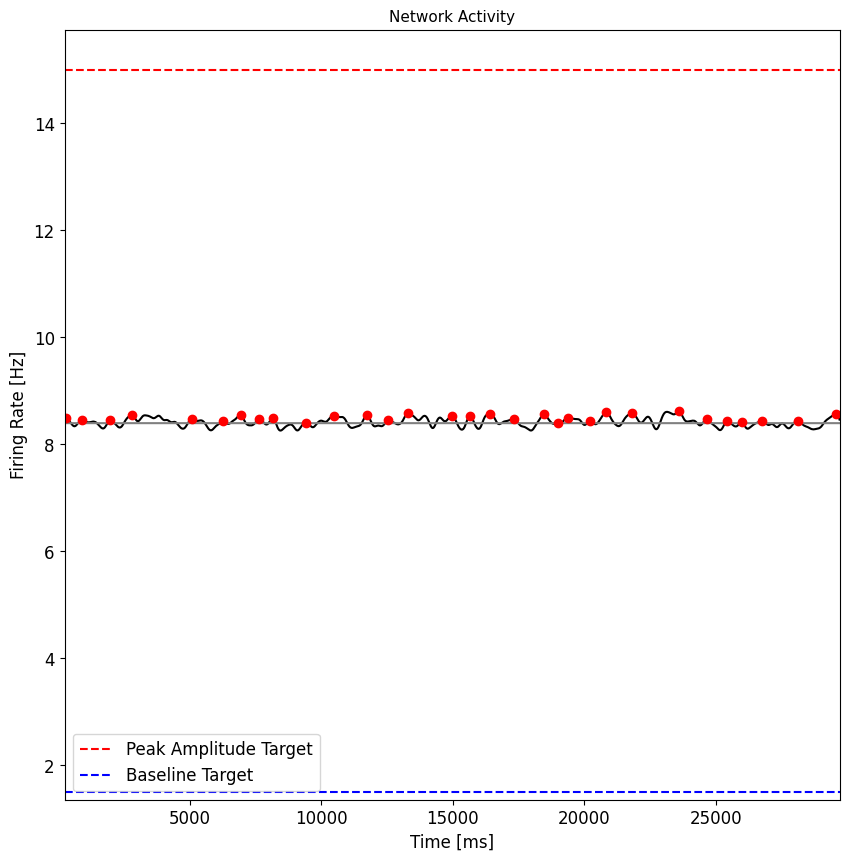 Network Activity
Firing Rate [Hz]
14
12
10
8
6
4
2
Peak Amplitude Target
Baseline Target
5000 10000 15000 20000 25000
Time [ms]